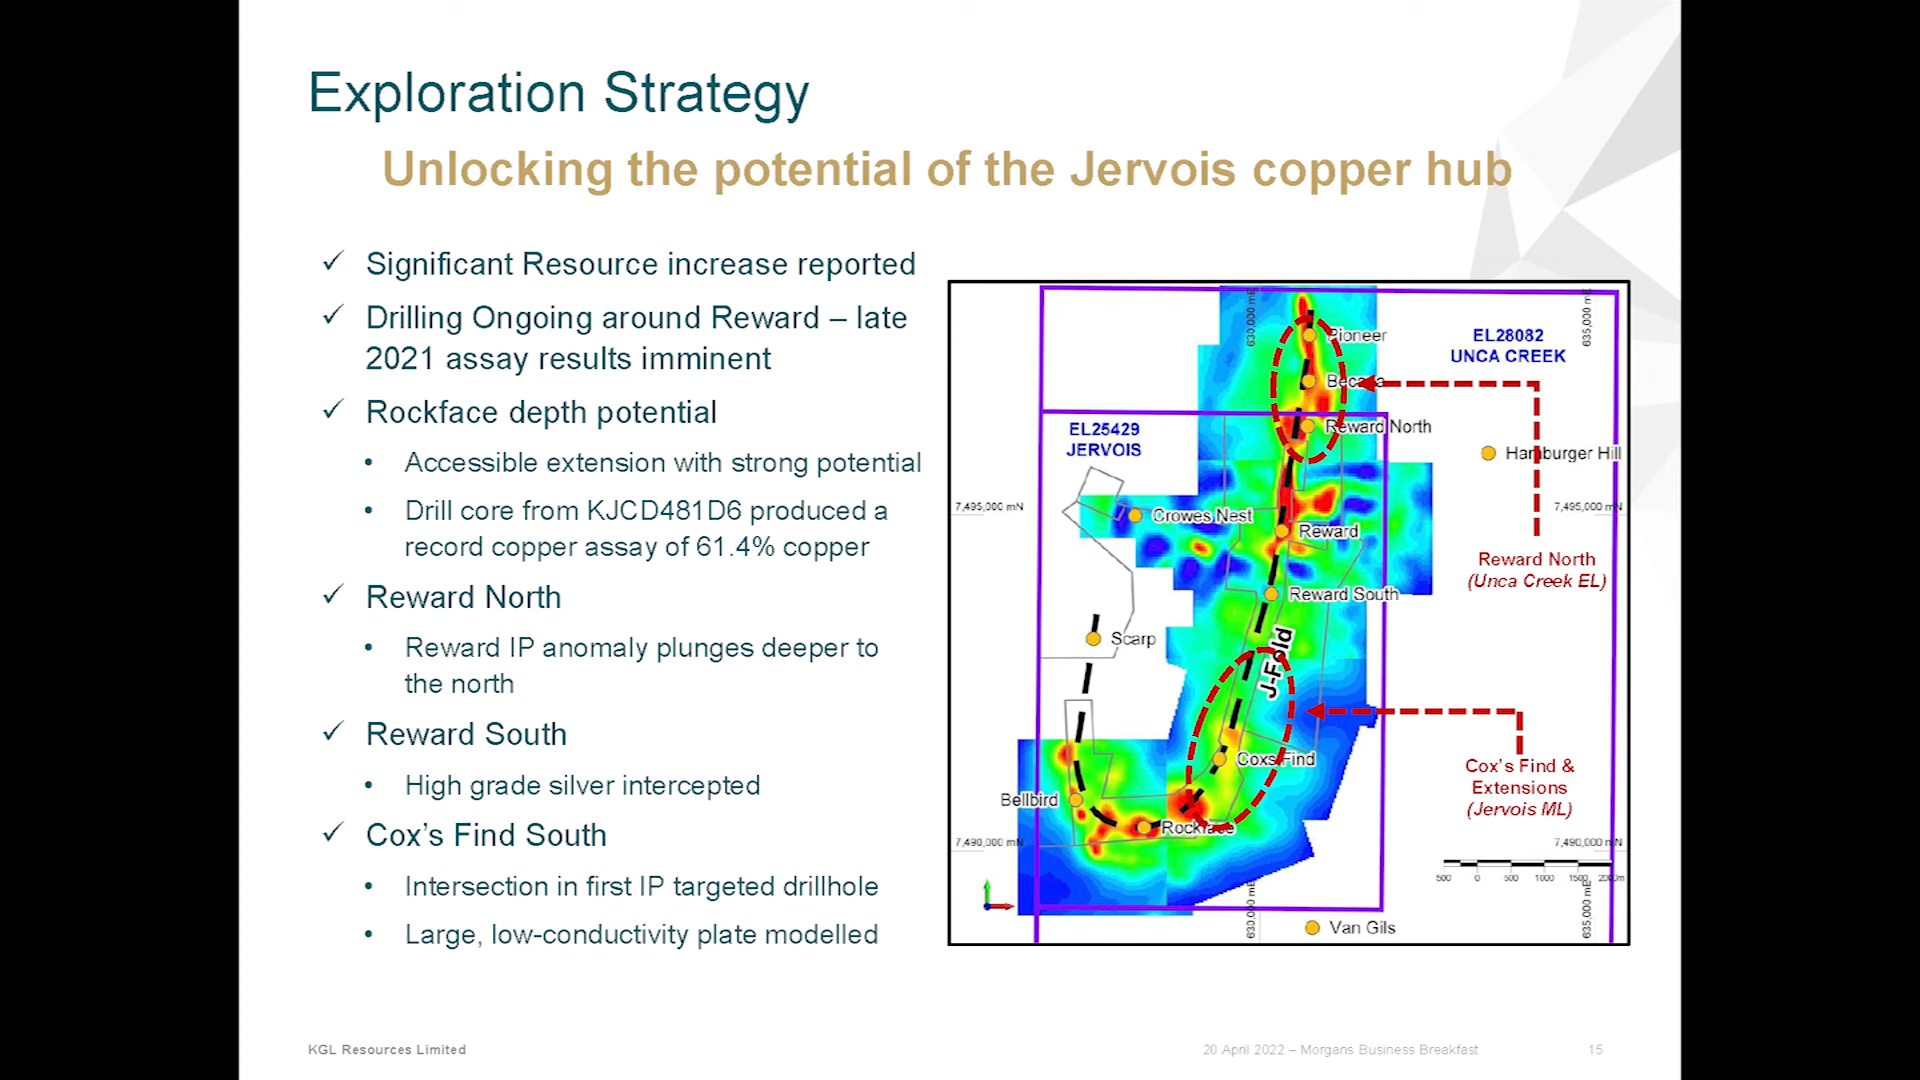 Exploration Strategy
Unlocking the potential of the Jervois copper hub
✓ Significant Resource increase reported
✓ Drilling Ongoing around Reward – late
2021 assay results imminent
✓ Rockface depth potential
• Accessible extension with strong potential
• Drill core from KJCD481D6 produced a
record copper assay of 61.4% copper
✓ Reward North
• Reward IP anomaly plunges deeper to
the north
✓ Reward South
• High grade silver intercepted
✓ Cox's Find South
• Intersection in first IP targeted drillhole
• Large, low-conductivity plate modelled
630,000 mE
635,000 mE
Pioneer
EL28082
UNCA CREEK
Reward North
EL25429
JERVOIS
Hamburger Hill
7,495,000 mN
7,495,000 mN
Crowes Nest
Reward
Reward North
(Unca Creek EL)
Reward South
Scarp
J-Fold
Coxs Find
Cox's Find &
Extensions
(Jervois ML)
Bellbird
Rockface
7,490,000 mN
7,490,000 mN
500 0 500 1000 1500 2000m
630,000 mE
635,000 mE
Van Gils
KGL Resources Limited
20 April 2022 – Morgans Business Breakfast
15